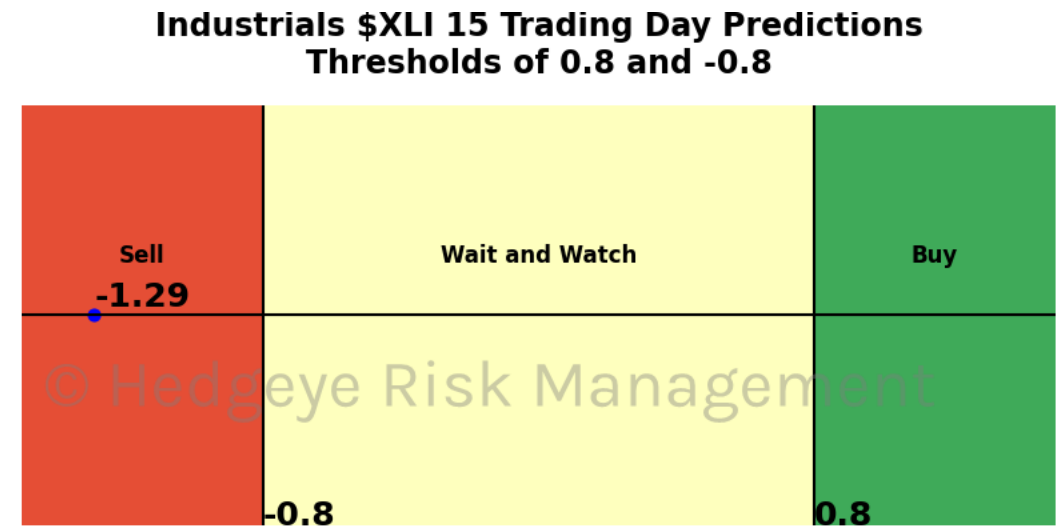 Industrials $XLI 15 Trading Day Predictions
Thresholds of 0.8 and -0.8
Sell
Wait and Watch
Buy
-1.29
© Hedgeye Risk Management
-0.8
0.8